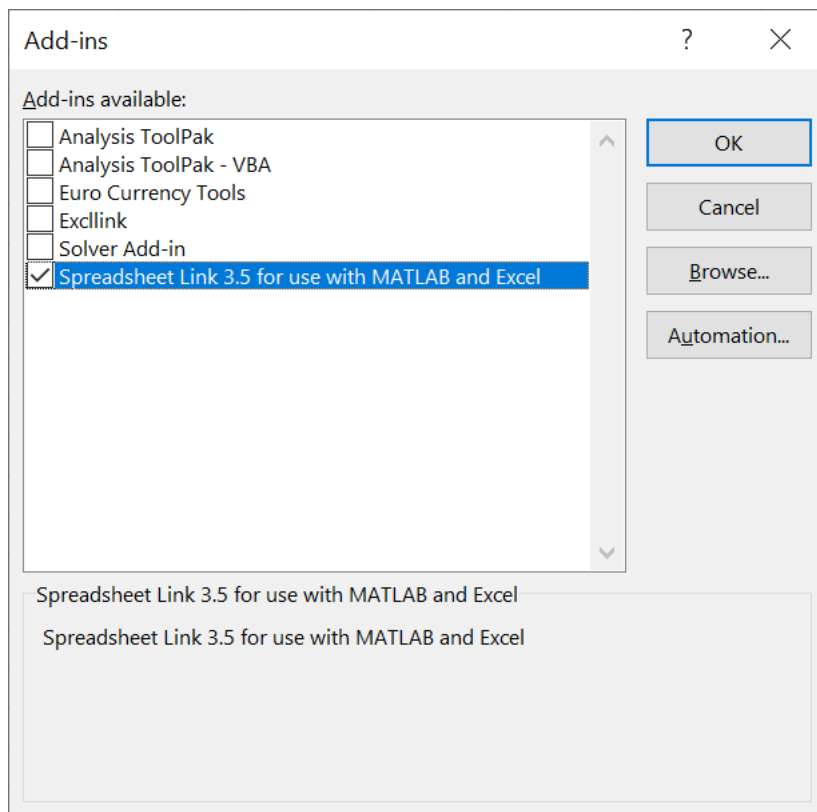 Add-ins
?
Add-ins available:
Analysis ToolPak
Analysis ToolPak - VBA
Euro Currency Tools
Excllink
Solver Add-in
Spreadsheet Link 3.5 for use with MATLAB and Excel
OK
Cancel
Browse...
Automation...
Spreadsheet Link 3.5 for use with MATLAB and Excel
Spreadsheet Link 3.5 for use with MATLAB and Excel